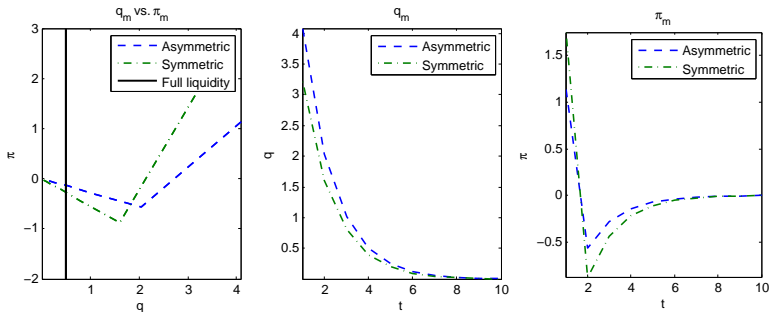 q_m vs. π_m
3
2
1
0
−1
−2
π
1
2
3
4
q
Asymmetric
Symmetric
Full liquidity
q_m
4
3.5
3
2.5
2
1.5
1
0.5
q
2
4
6
8
10
t
Asymmetric
Symmetric
π_m
1.5
1
0.5
0
−0.5
π
2
4
6
8
10
t
Asymmetric
Symmetric